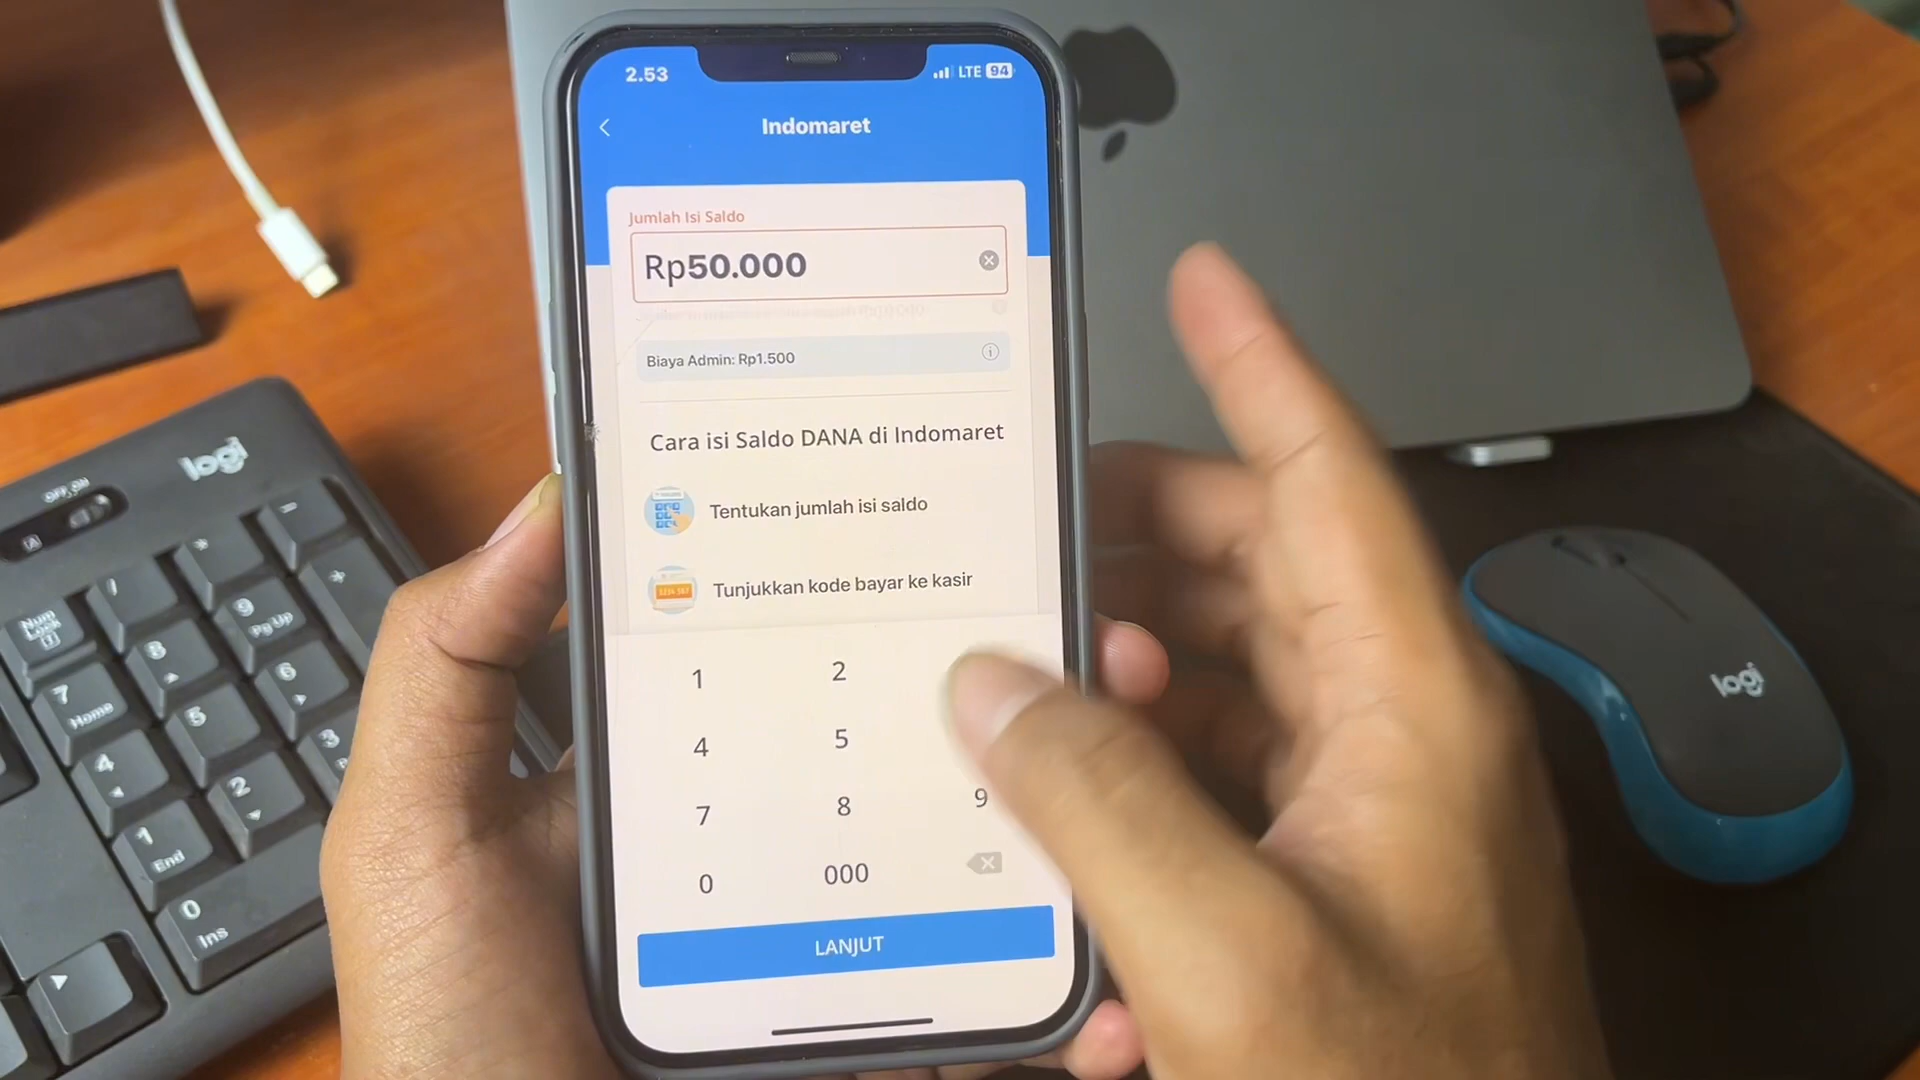 2.53
LTE 94
Indomaret
Jumlah Isi Saldo
Rp50.000
Biaya Admin: Rp1.500
Cara isi Saldo DANA di Indomaret
Tentukan jumlah isi saldo
Tunjukkan kode bayar ke kasir
1 2
4 5
7 8 9
0 000
LANJUT
logi
OFF ON
Num
Lock
7
Home
8
9
Pg Up
4
5
6
1
End
2
3
0
Ins
logi